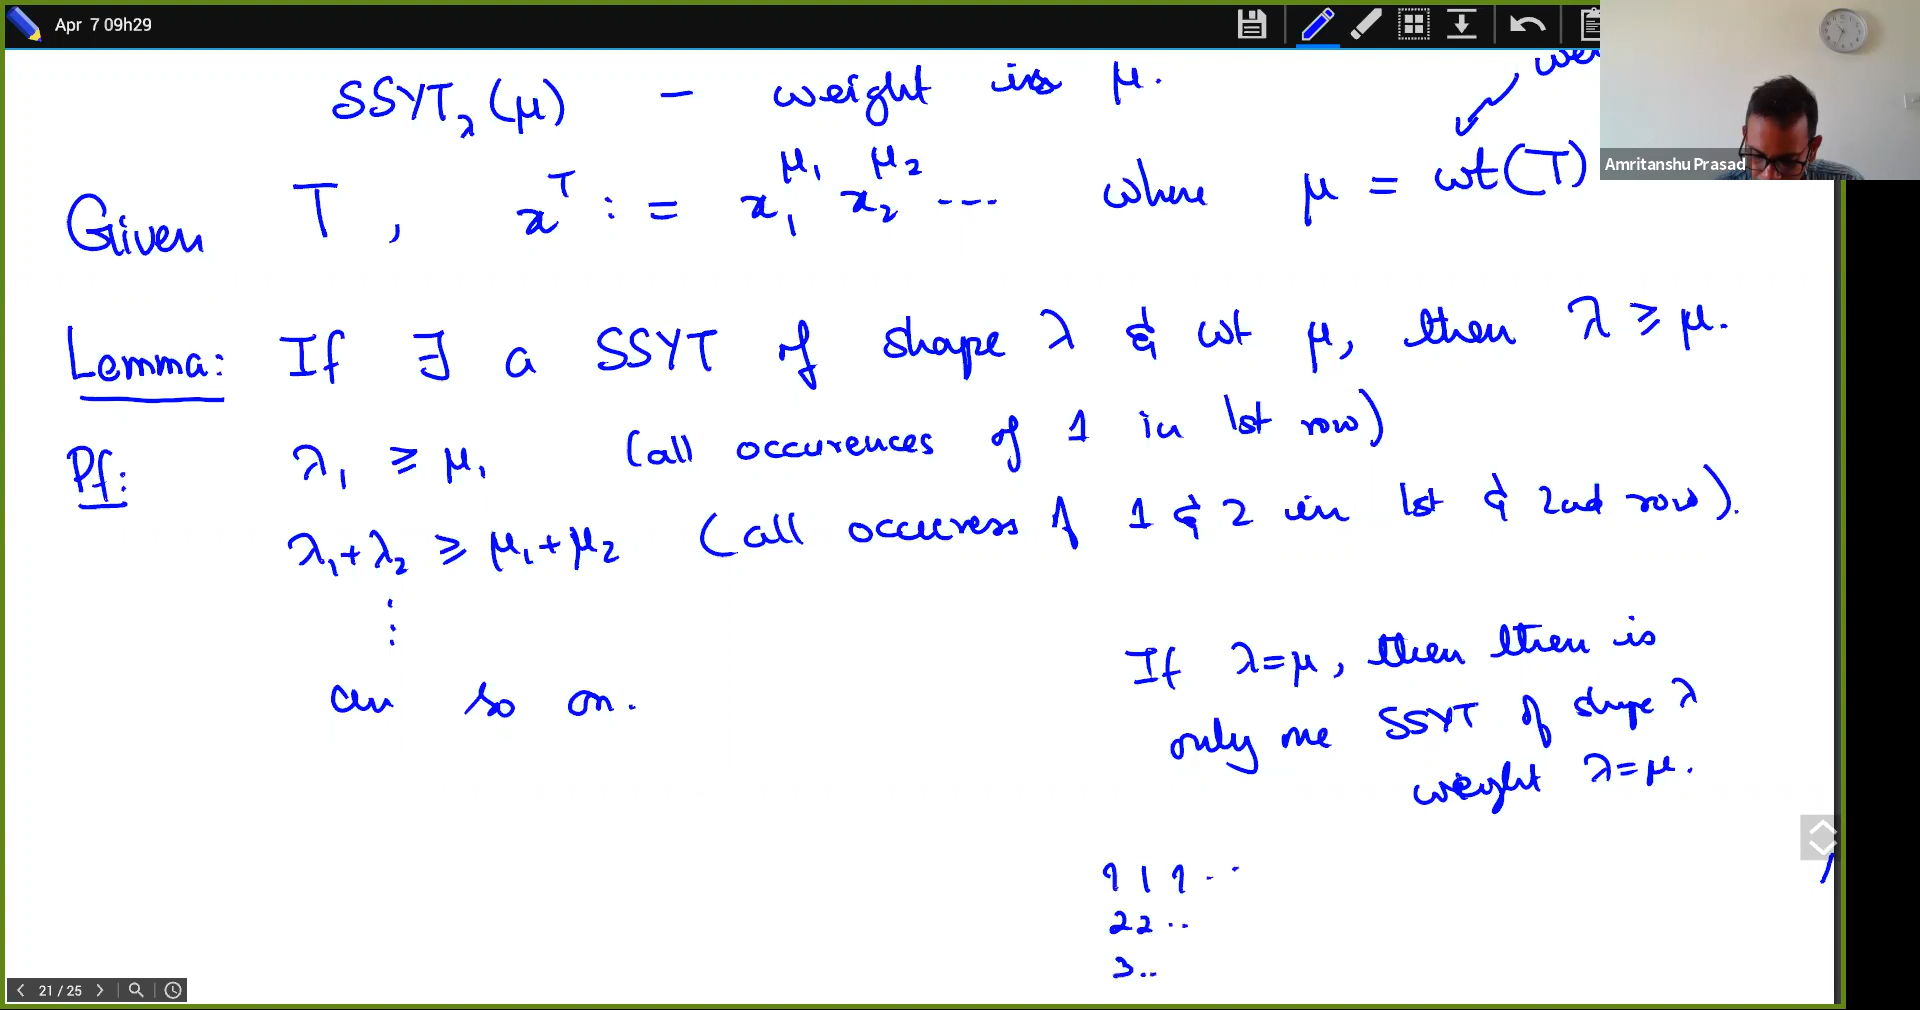 Apr 7 09h29
SSYT_λ(μ) – weight is μ.
Given T, x^T := x_1^{μ_1} x_2^{μ_2} --- where μ = wt(T)
Amritanshu Prasad
Lemma: If ∃ a SSYT of shape λ & wt μ, then λ ≥ μ.
Pf: λ_1 ≥ μ_1 (all occurences of 1 in 1st row)
λ_1+λ_2 ≥ μ_1+μ_2 (all occuress of 1 & 2 in 1st & 2nd row).
⋮
an so on.
If λ=μ, then then is
only one SSYT of shape λ
weight λ=μ.
1 1 1 ..
2 2 ..
3 ..
21 / 25